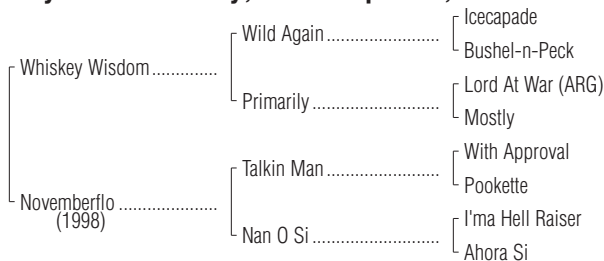 Icecapade
Wild Again
Bushel-n-Peck
Whiskey Wisdom
Lord At War (ARG)
Primarily
Mostly
With Approval
Talkin Man
Pookette
Novemberflo
(1998)
I'ma Hell Raiser
Nan O Si
Ahora Si